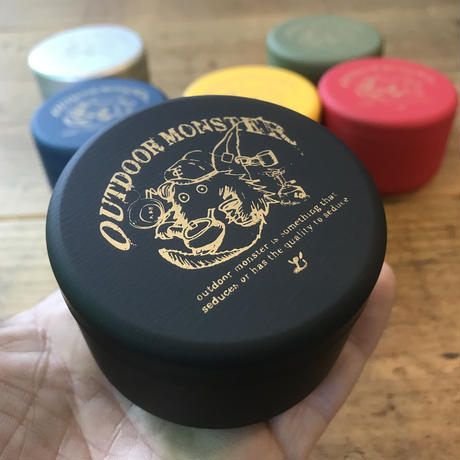 OUTDOOR MONSTER
outdoor monster is something that
seduces or has the quality to seduce